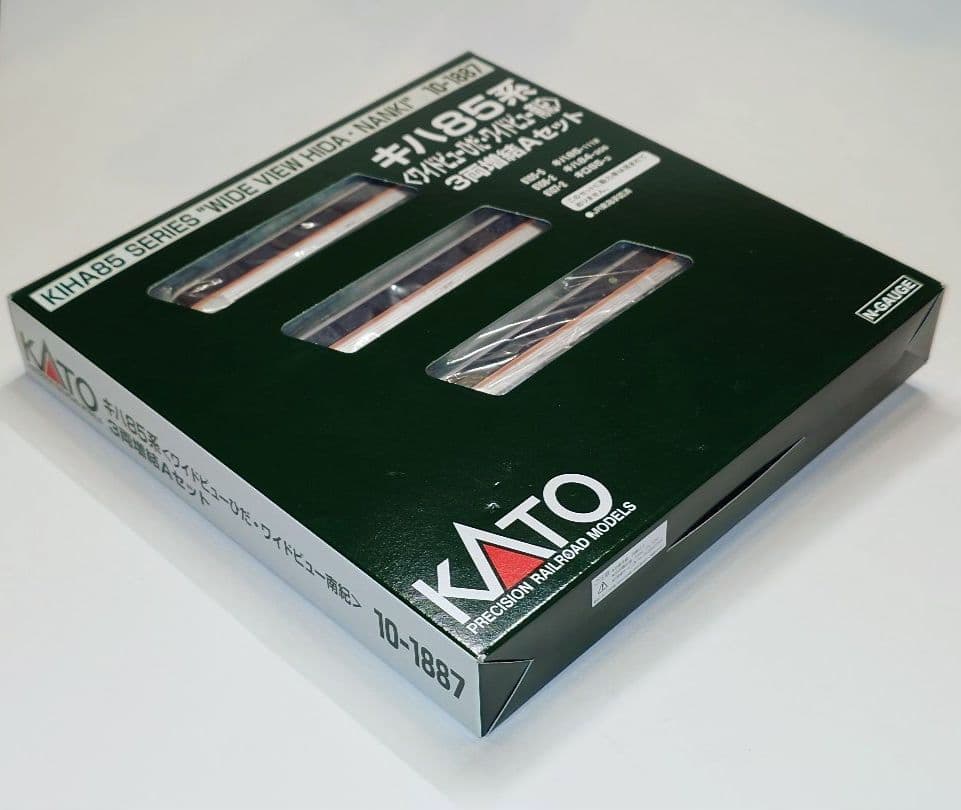 KIHA85 SERIES "WIDE VIEW HIDA・NANKI" 10-1887
キハ85系
<ワイドビューひだ・ワイドビュー南紀>
3両増結Aセット
N-GAUGE
KATO
PRECISION RAILROAD MODELS
KATO
キハ85系<ワイドビューひだ・ワイドビュー南紀>
3両増結Aセット
10-1887